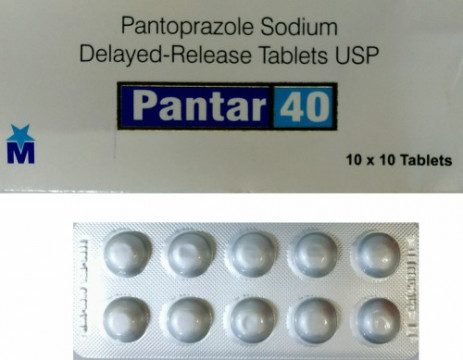 Pantoprazole Sodium
Delayed-Release Tablets USP
Pantar 40
M
10 x 10 Tablets